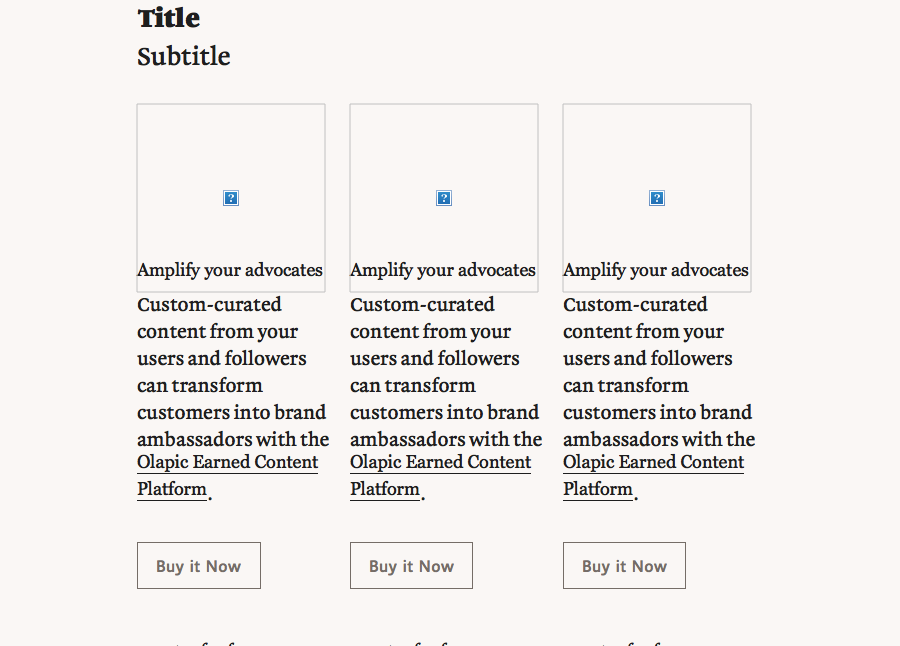 Title
Subtitle
Amplify your advocates
Custom-curated
content from your
users and followers
can transform
customers into brand
ambassadors with the
Olapic Earned Content
Platform.
Buy it Now
Amplify your advocates
Custom-curated
content from your
users and followers
can transform
customers into brand
ambassadors with the
Olapic Earned Content
Platform.
Buy it Now
Amplify your advocates
Custom-curated
content from your
users and followers
can transform
customers into brand
ambassadors with the
Olapic Earned Content
Platform.
Buy it Now